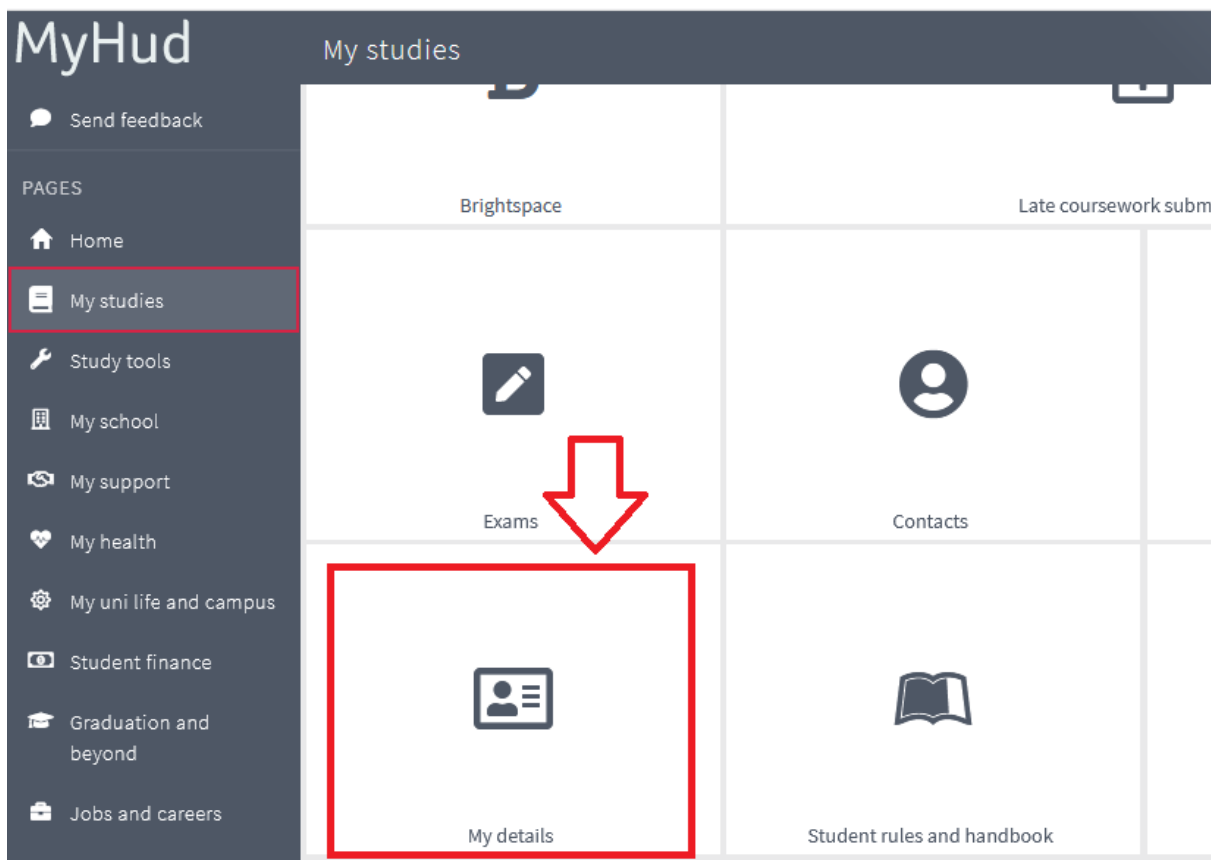 MyHud
My studies
Send feedback
PAGES
Home
My studies
Study tools
My school
My support
My health
My uni life and campus
Student finance
Graduation and
beyond
Jobs and careers
Brightspace
Late coursework subm
Exams
Contacts
My details
Student rules and handbook